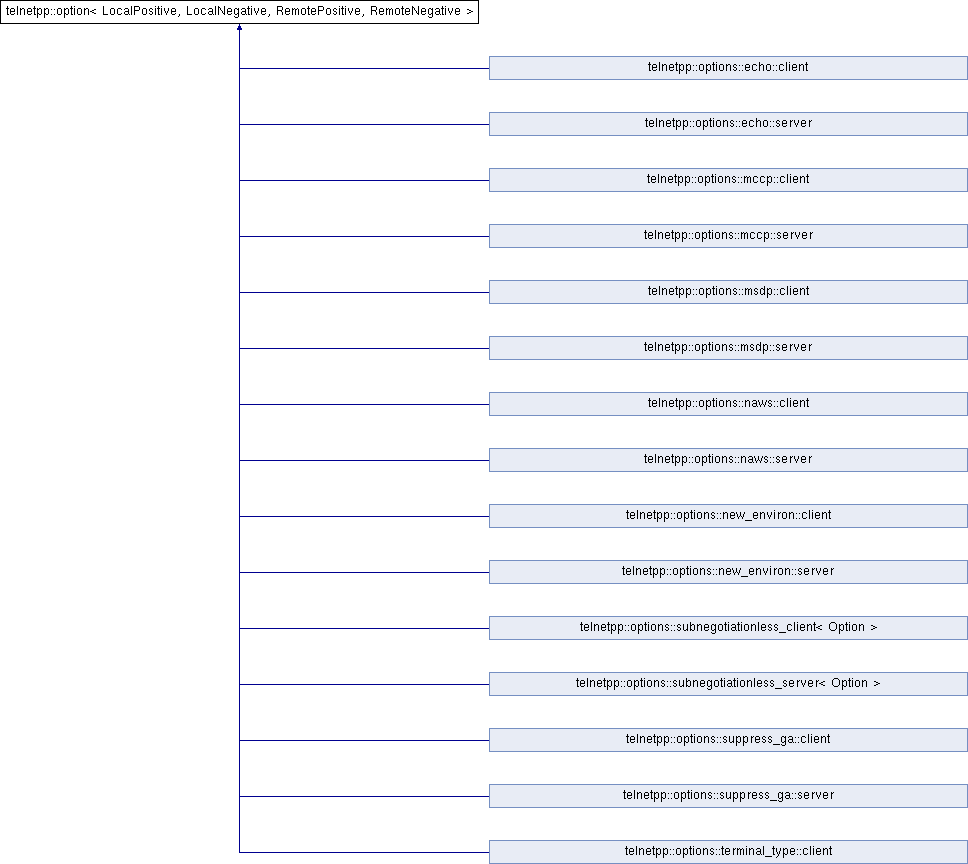 telnetpp::option< LocalPositive, LocalNegative, RemotePositive, RemoteNegative >
telnetpp::options::echo::client
telnetpp::options::echo::server
telnetpp::options::mccp::client
telnetpp::options::mccp::server
telnetpp::options::msdp::client
telnetpp::options::msdp::server
telnetpp::options::naws::client
telnetpp::options::naws::server
telnetpp::options::new_environ::client
telnetpp::options::new_environ::server
telnetpp::options::subnegotiationless_client< Option >
telnetpp::options::subnegotiationless_server< Option >
telnetpp::options::suppress_ga::client
telnetpp::options::suppress_ga::server
telnetpp::options::terminal_type::client